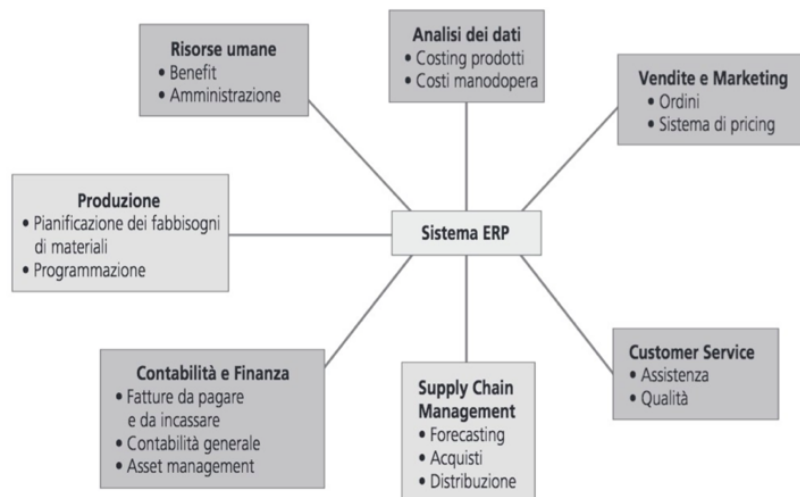 Risorse umane
• Benefit
• Amministrazione
Analisi dei dati
• Costing prodotti
• Costi manodopera
Vendite e Marketing
• Ordini
• Sistema di pricing
Produzione
• Pianificazione dei fabbisogni
di materiali
• Programmazione
Sistema ERP
Contabilità e Finanza
• Fatture da pagare
e da incassare
• Contabilità generale
• Asset management
Supply Chain
Management
• Forecasting
• Acquisti
• Distribuzione
Customer Service
• Assistenza
• Qualità